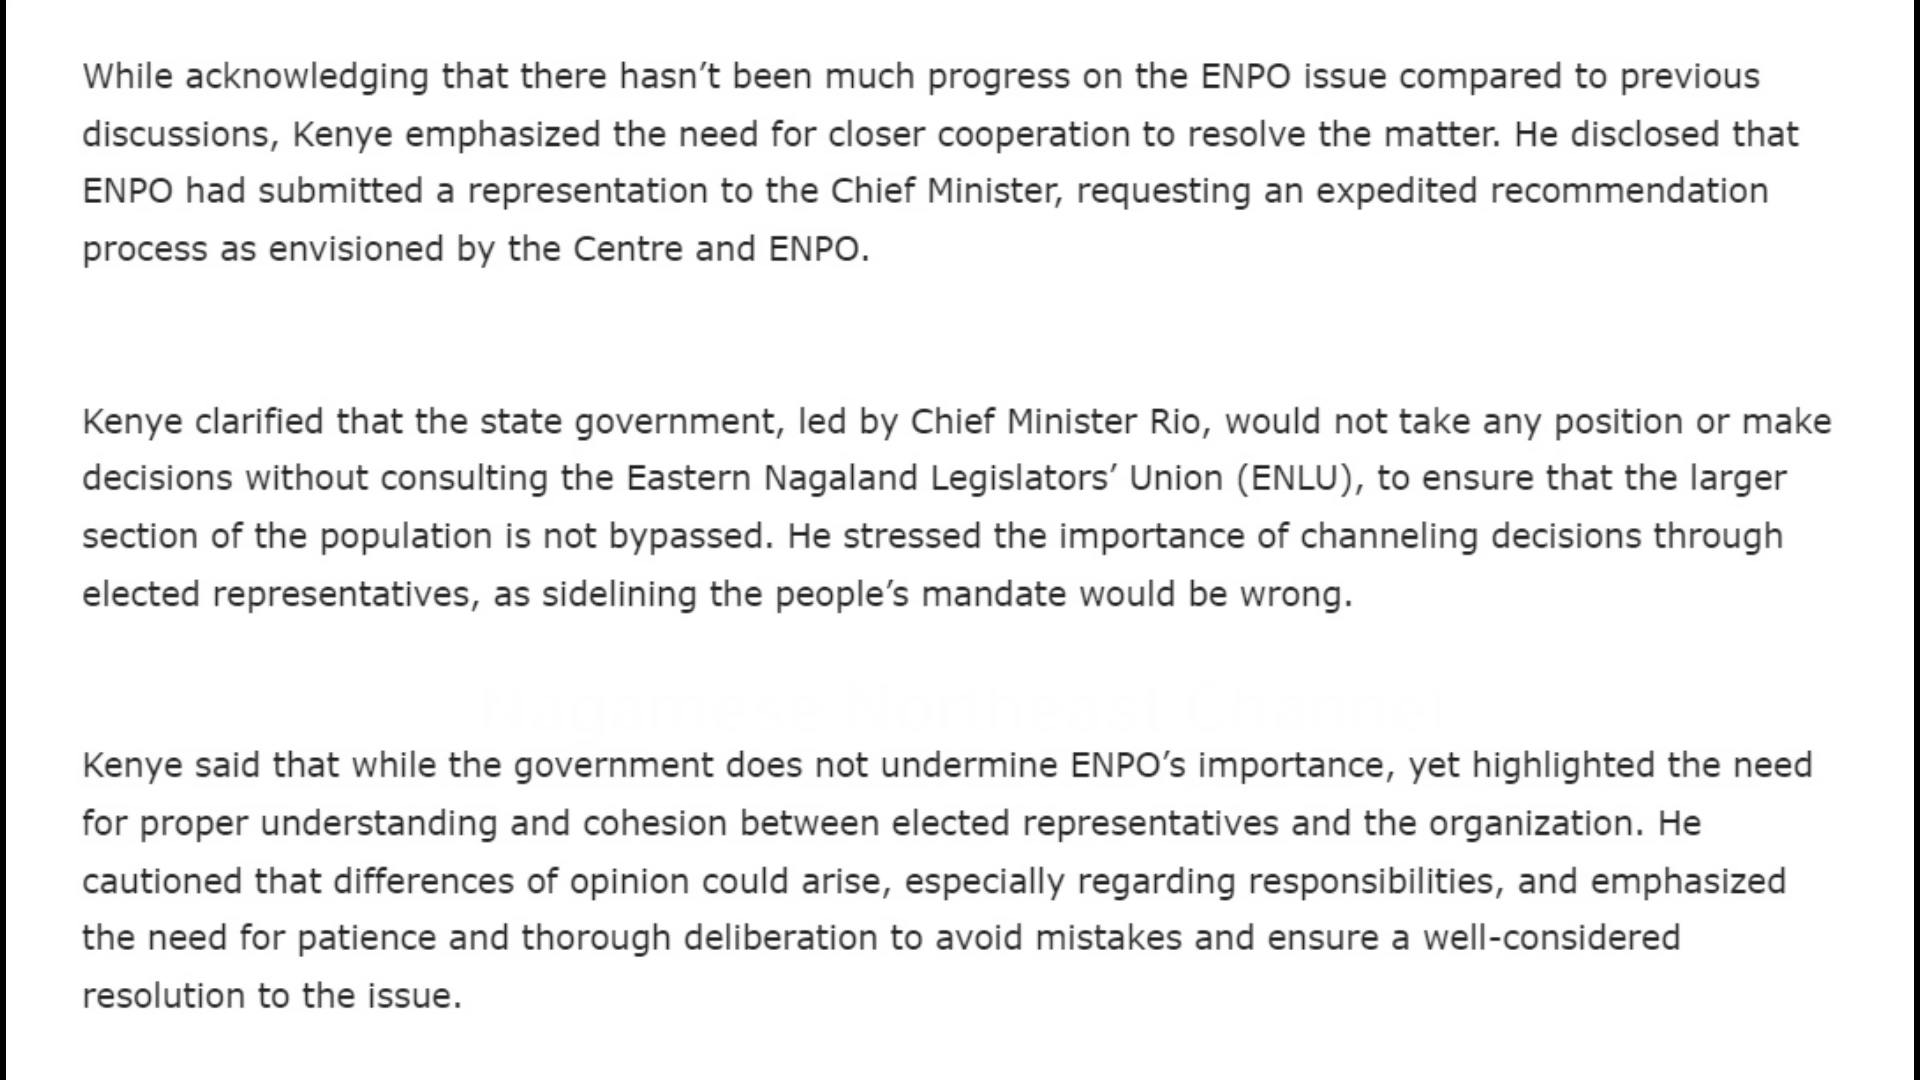 While acknowledging that there hasn’t been much progress on the ENPO issue compared to previous
discussions, Kenye emphasized the need for closer cooperation to resolve the matter. He disclosed that
ENPO had submitted a representation to the Chief Minister, requesting an expedited recommendation
process as envisioned by the Centre and ENPO.
Kenye clarified that the state government, led by Chief Minister Rio, would not take any position or make
decisions without consulting the Eastern Nagaland Legislators’ Union (ENLU), to ensure that the larger
section of the population is not bypassed. He stressed the importance of channeling decisions through
elected representatives, as sidelining the people’s mandate would be wrong.
Nagamese Northeast Channel
Kenye said that while the government does not undermine ENPO’s importance, yet highlighted the need
for proper understanding and cohesion between elected representatives and the organization. He
cautioned that differences of opinion could arise, especially regarding responsibilities, and emphasized
the need for patience and thorough deliberation to avoid mistakes and ensure a well-considered
resolution to the issue.